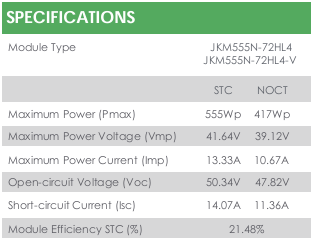 SPECIFICATIONS
Module Type JKM555N-72HL4
JKM555N-72HL4-V
STC NOCT
Maximum Power (Pmax) 555Wp 417Wp
Maximum Power Voltage (Vmp) 41.64V 39.12V
Maximum Power Current (Imp) 13.33A 10.67A
Open-circuit Voltage (Voc) 50.34V 47.82V
Short-circuit Current (Isc) 14.07A 11.36A
Module Efficiency STC (%) 21.48%